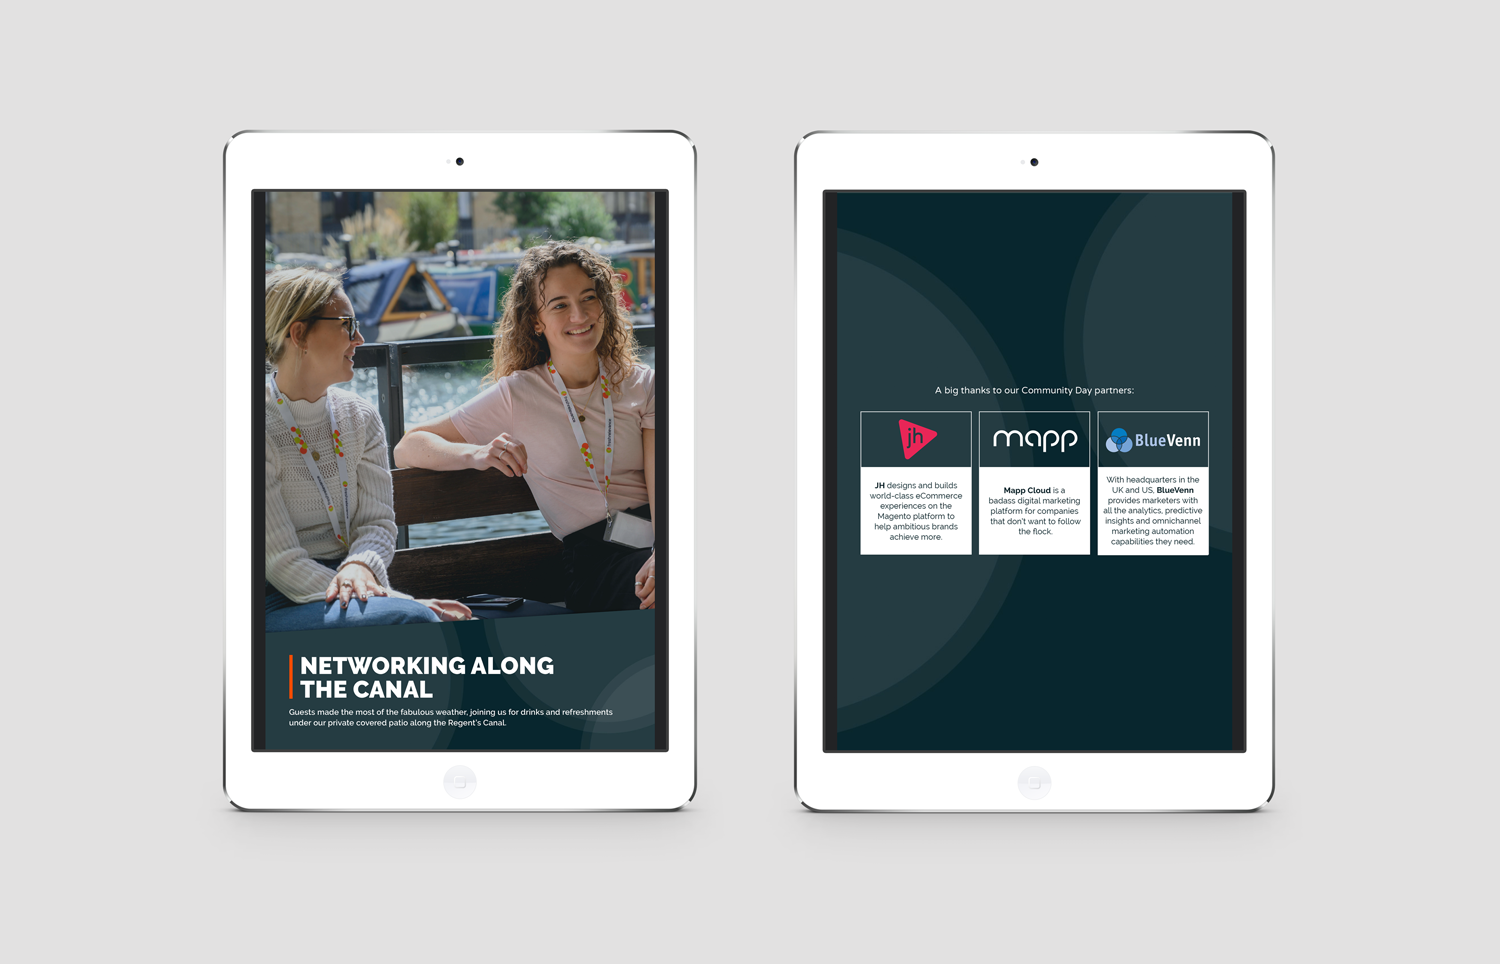 NETWORKING ALONG
THE CANAL
Guests made the most of the fabulous weather, joining us for drinks and refreshments
under our private covered patio along the Regent's Canal.
A big thanks to our Community Day partners:
jh
JH designs and builds
world-class eCommerce
experiences on the
Magento platform to
help ambitious brands
achieve more.
mapp
Mapp Cloud is a
badass digital marketing
platform for companies
that don't want to follow
the flock.
BlueVenn
With headquarters in the
UK and US, BlueVenn
provides marketers with
all the analytics, predictive
insights and omnichannel
marketing automation
capabilities they need.